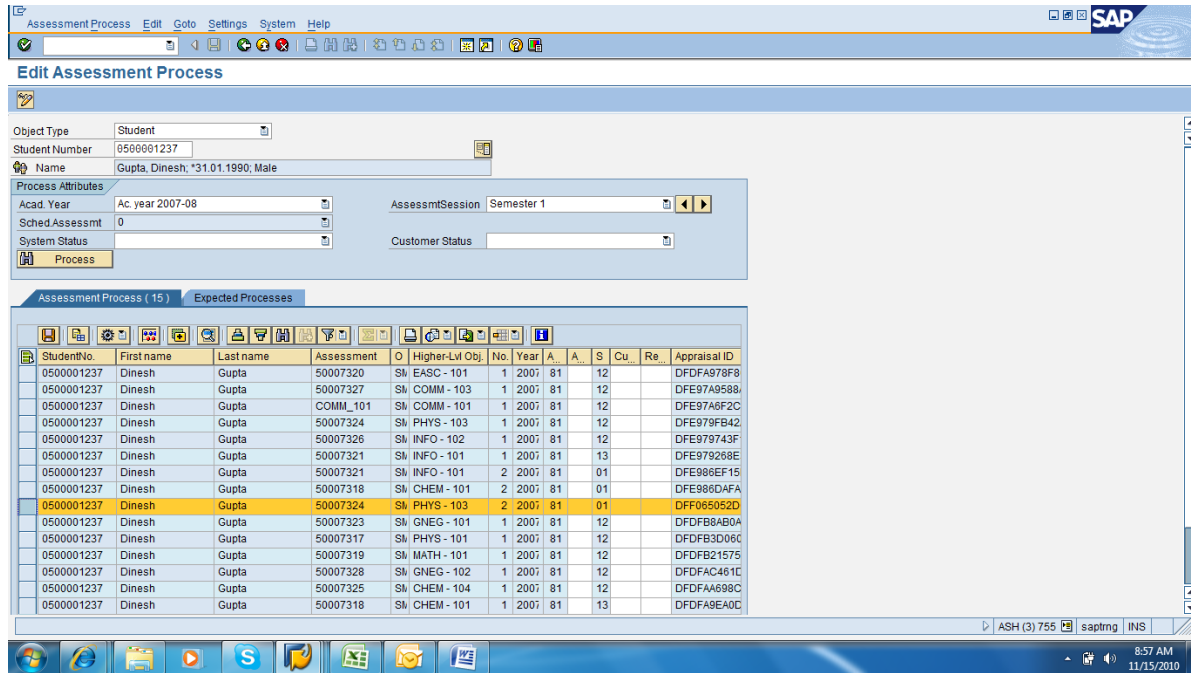 Assessment Process Edit Goto Settings System Help
SAP
Edit Assessment Process
Object Type Student
Student Number 0500001237
Name Gupta, Dinesh; *31.01.1990; Male
Process Attributes
Acad. Year Ac. year 2007-08 AssessmtSession Semester 1
Sched.Assessmt 0
System Status Customer Status
Process
Assessment Process ( 15 ) Expected Processes
StudentNo. First name Last name Assessment O Higher-Lvl Obj. No. Year A... A... S Cu... Re... Appraisal ID
0500001237 Dinesh Gupta 50007320 SM EASC - 101 1 2007 81 12 DFDFA978F8
0500001237 Dinesh Gupta 50007327 SM COMM - 103 1 2007 81 12 DFE97A9588
0500001237 Dinesh Gupta COMM_101 SM COMM - 101 1 2007 81 12 DFE97A6F2C
0500001237 Dinesh Gupta 50007324 SM PHYS - 103 1 2007 81 12 DFE979FB42
0500001237 Dinesh Gupta 50007326 SM INFO - 102 1 2007 81 12 DFE979743F
0500001237 Dinesh Gupta 50007321 SM INFO - 101 1 2007 81 13 DFE979268E
0500001237 Dinesh Gupta 50007321 SM INFO - 101 2 2007 81 01 DFE986EF15
0500001237 Dinesh Gupta 50007318 SM CHEM - 101 2 2007 81 01 DFE986DAFA
0500001237 Dinesh Gupta 50007324 SM PHYS - 103 2 2007 81 01 DFF065052D
0500001237 Dinesh Gupta 50007323 SM GNEG - 101 1 2007 81 12 DFDFB8AB0A
0500001237 Dinesh Gupta 50007317 SM PHYS - 101 1 2007 81 12 DFDFB3D060
0500001237 Dinesh Gupta 50007319 SM MATH - 101 1 2007 81 12 DFDFB21575
0500001237 Dinesh Gupta 50007328 SM GNEG - 102 1 2007 81 12 DFDFAC461D
0500001237 Dinesh Gupta 50007325 SM CHEM - 104 1 2007 81 12 DFDFAA698C
0500001237 Dinesh Gupta 50007318 SM CHEM - 101 1 2007 81 13 DFDFA9EA0D
ASH (3) 755 saptrng INS
8:57 AM
11/15/2010